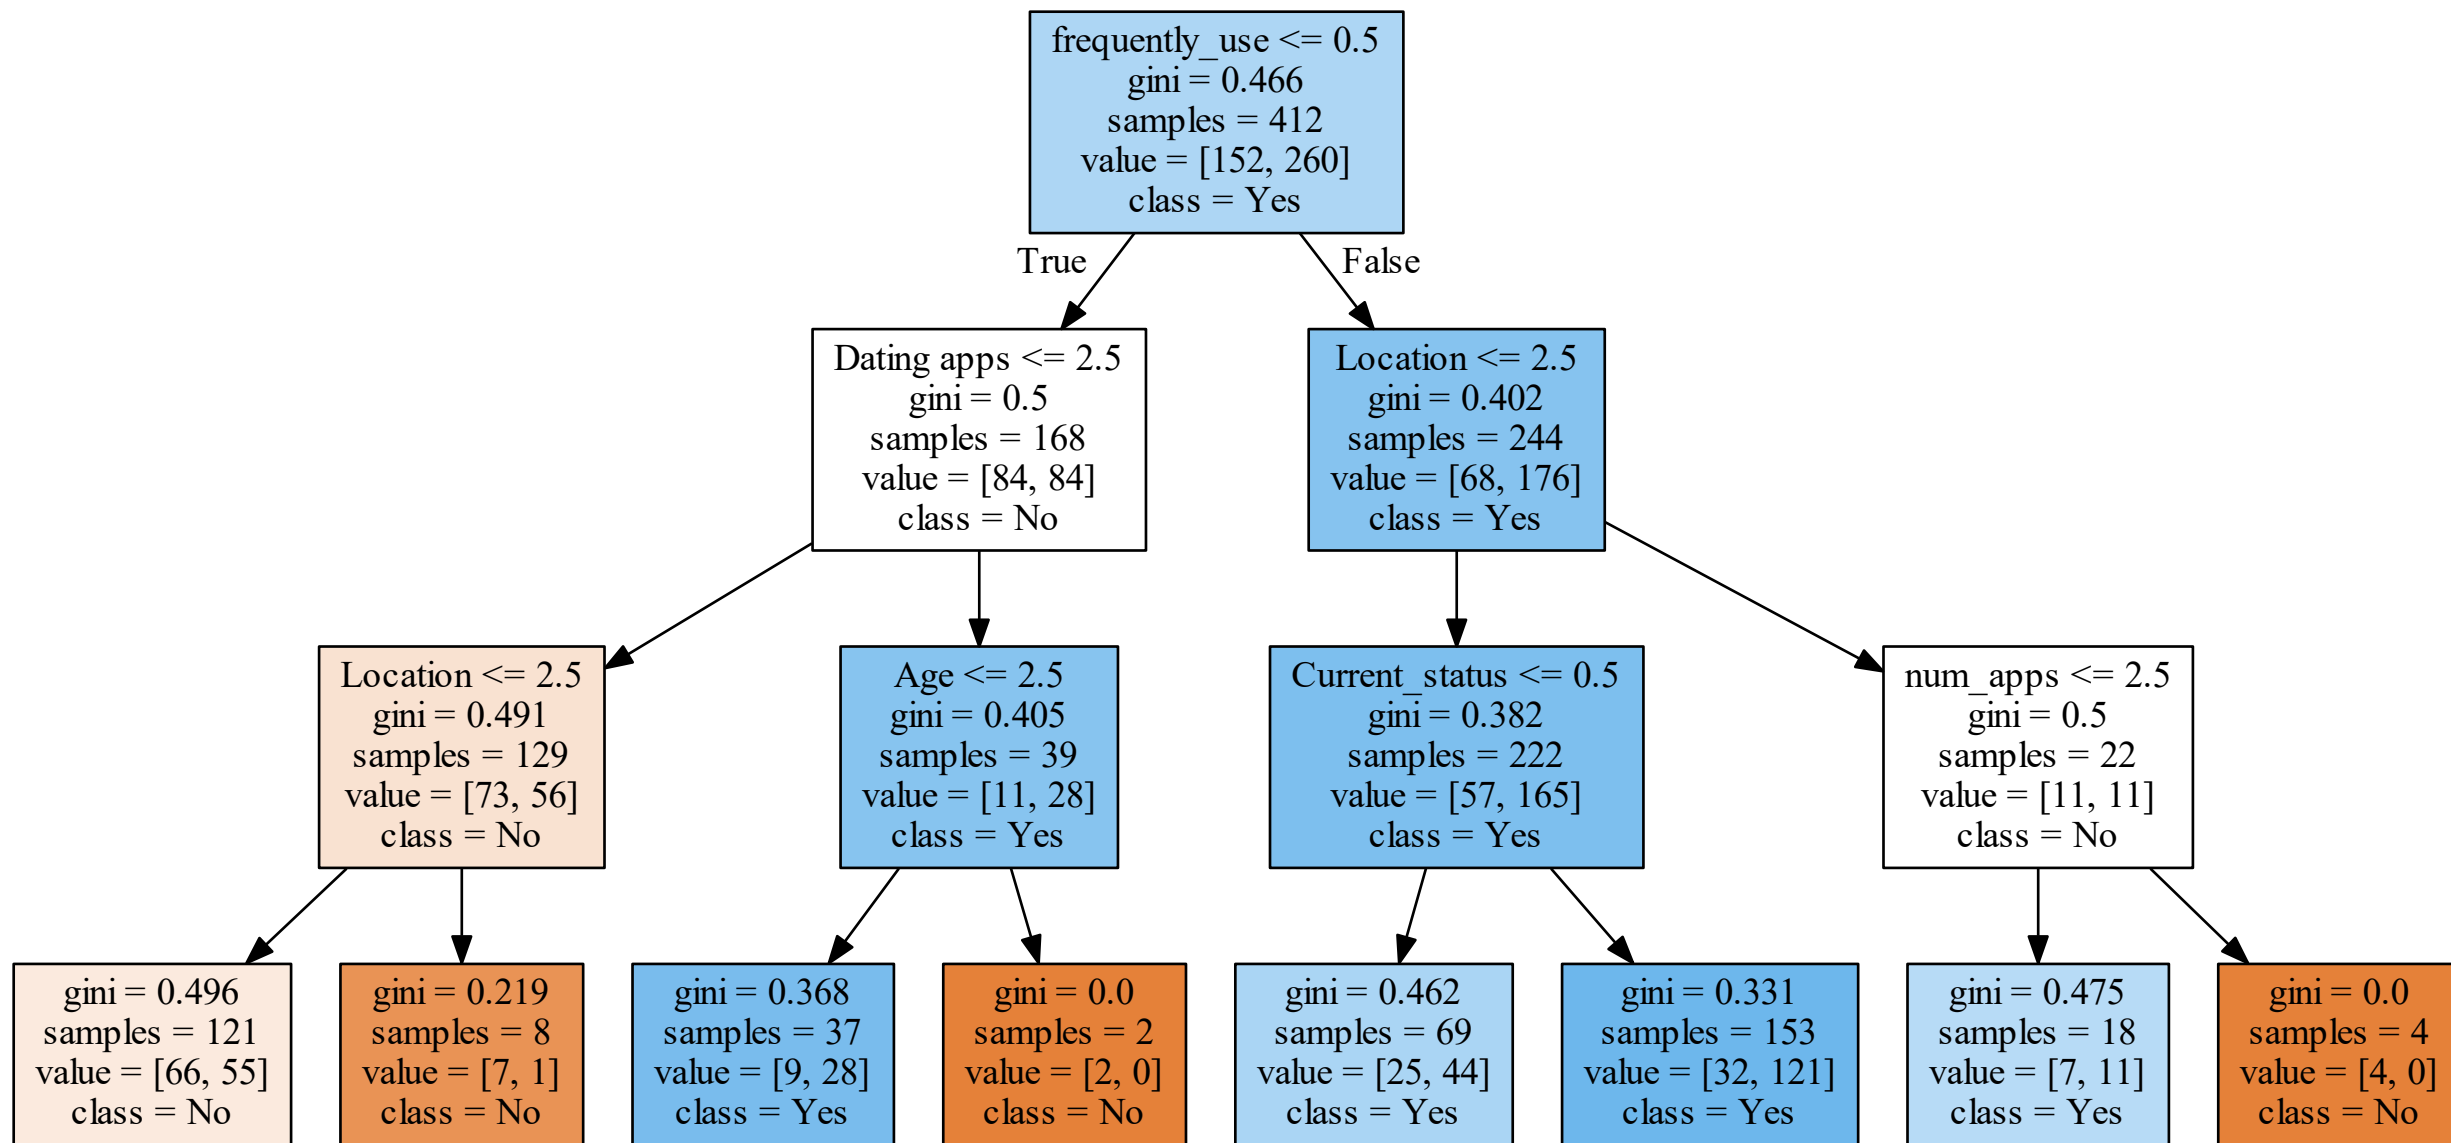 frequently_use <= 0.5
gini = 0.466
samples = 412
value = [152, 260]
class = Yes
True
False
Dating apps <= 2.5
gini = 0.5
samples = 168
value = [84, 84]
class = No
Location <= 2.5
gini = 0.402
samples = 244
value = [68, 176]
class = Yes
Location <= 2.5
gini = 0.491
samples = 129
value = [73, 56]
class = No
Age <= 2.5
gini = 0.405
samples = 39
value = [11, 28]
class = Yes
Current_status <= 0.5
gini = 0.382
samples = 222
value = [57, 165]
class = Yes
num_apps <= 2.5
gini = 0.5
samples = 22
value = [11, 11]
class = No
gini = 0.496
samples = 121
value = [66, 55]
class = No
gini = 0.219
samples = 8
value = [7, 1]
class = No
gini = 0.368
samples = 37
value = [9, 28]
class = Yes
gini = 0.0
samples = 2
value = [2, 0]
class = No
gini = 0.462
samples = 69
value = [25, 44]
class = Yes
gini = 0.331
samples = 153
value = [32, 121]
class = Yes
gini = 0.475
samples = 18
value = [7, 11]
class = Yes
gini = 0.0
samples = 4
value = [4, 0]
class = No